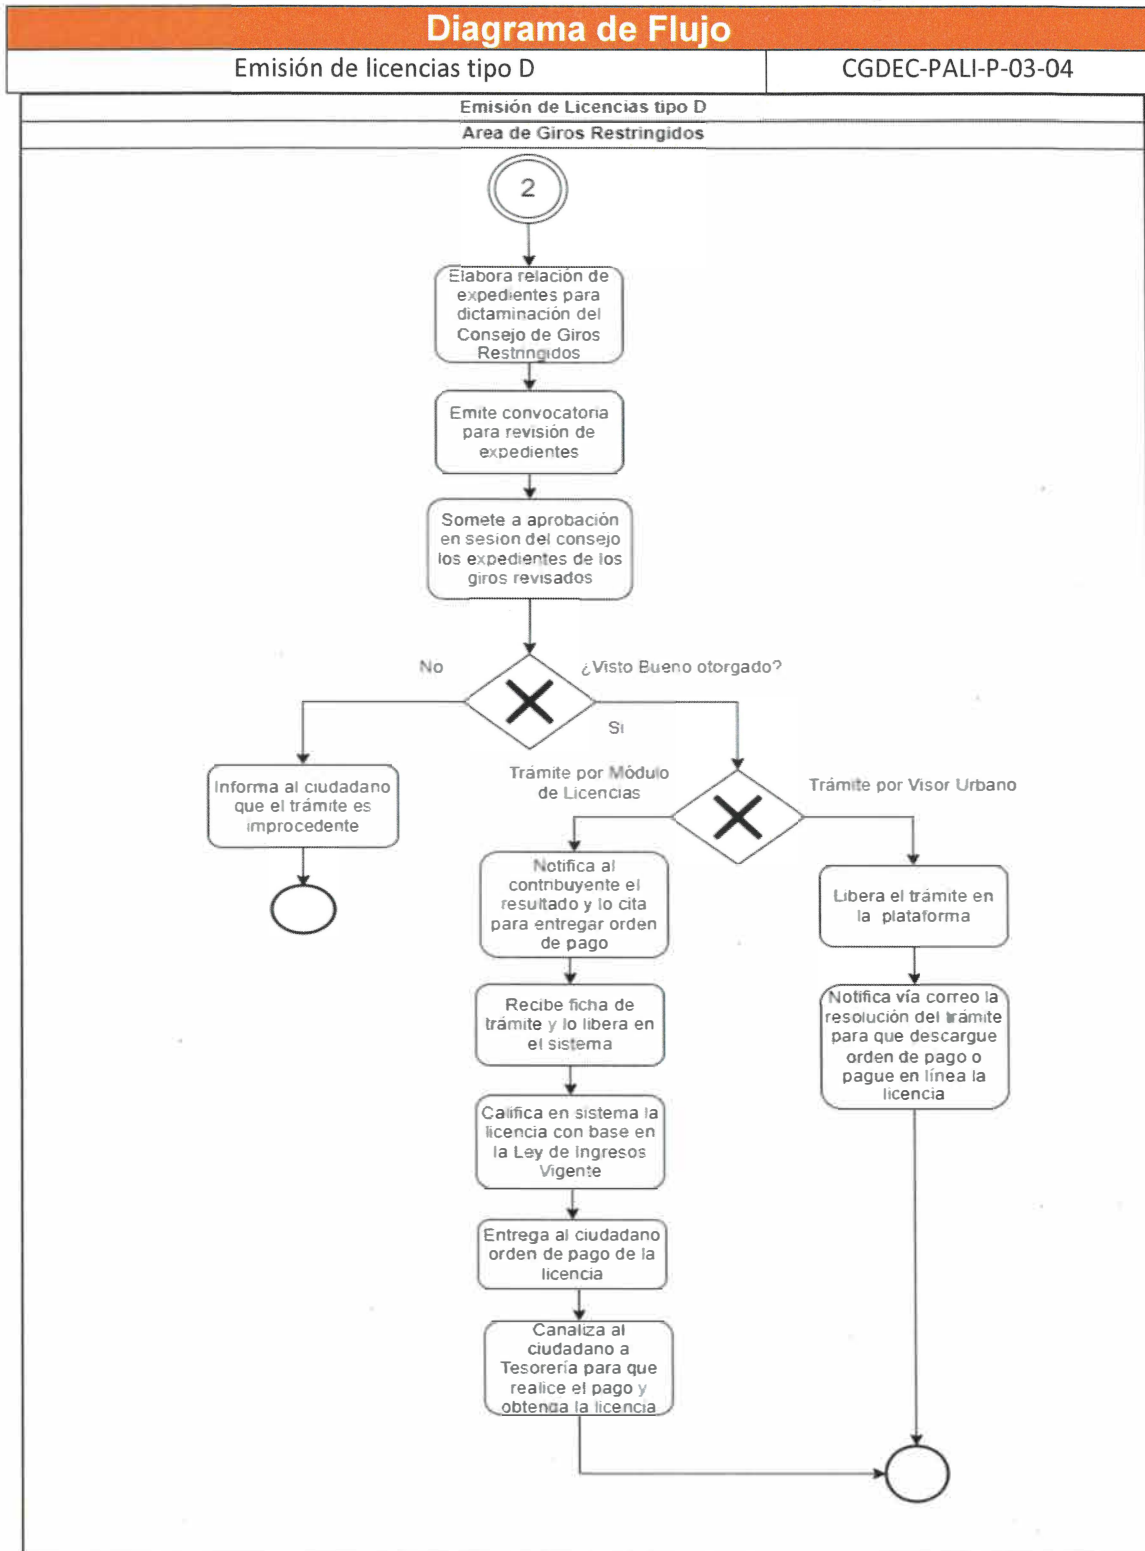 Diagrama de Flujo
Emisión de licencias tipo D
CGDEC-PALI-P-03-04
Emisión de Licencias tipo D
Area de Giros Restringidos
2
Elabora relación de
expedientes para
dictaminación del
Consejo de Giros
Restringidos
Emite convocatoria
para revisión de
expedientes
Somete a aprobación
en sesion del consejo
los expedientes de los
giros revisados
No
¿Visto Bueno otorgado?
Si
Informa al ciudadano
que el trámite es
improcedente
Trámite por Módulo
de Licencias
Trámite por Visor Urbano
Notifica al
contribuyente el
resultado y lo cita
para entregar orden
de pago
Libera el trámite en
la plataforma
Recibe ficha de
trámite y lo libera en
el sistema
Notifica vía correo la
resolución del trámite
para que descargue
orden de pago o
pague en línea la
licencia
Califica en sistema la
licencia con base en
la Ley de Ingresos
Vigente
Entrega al ciudadano
orden de pago de la
licencia
Canaliza al
ciudadano a
Tesorería para que
realice el pago y
obtenga la licencia